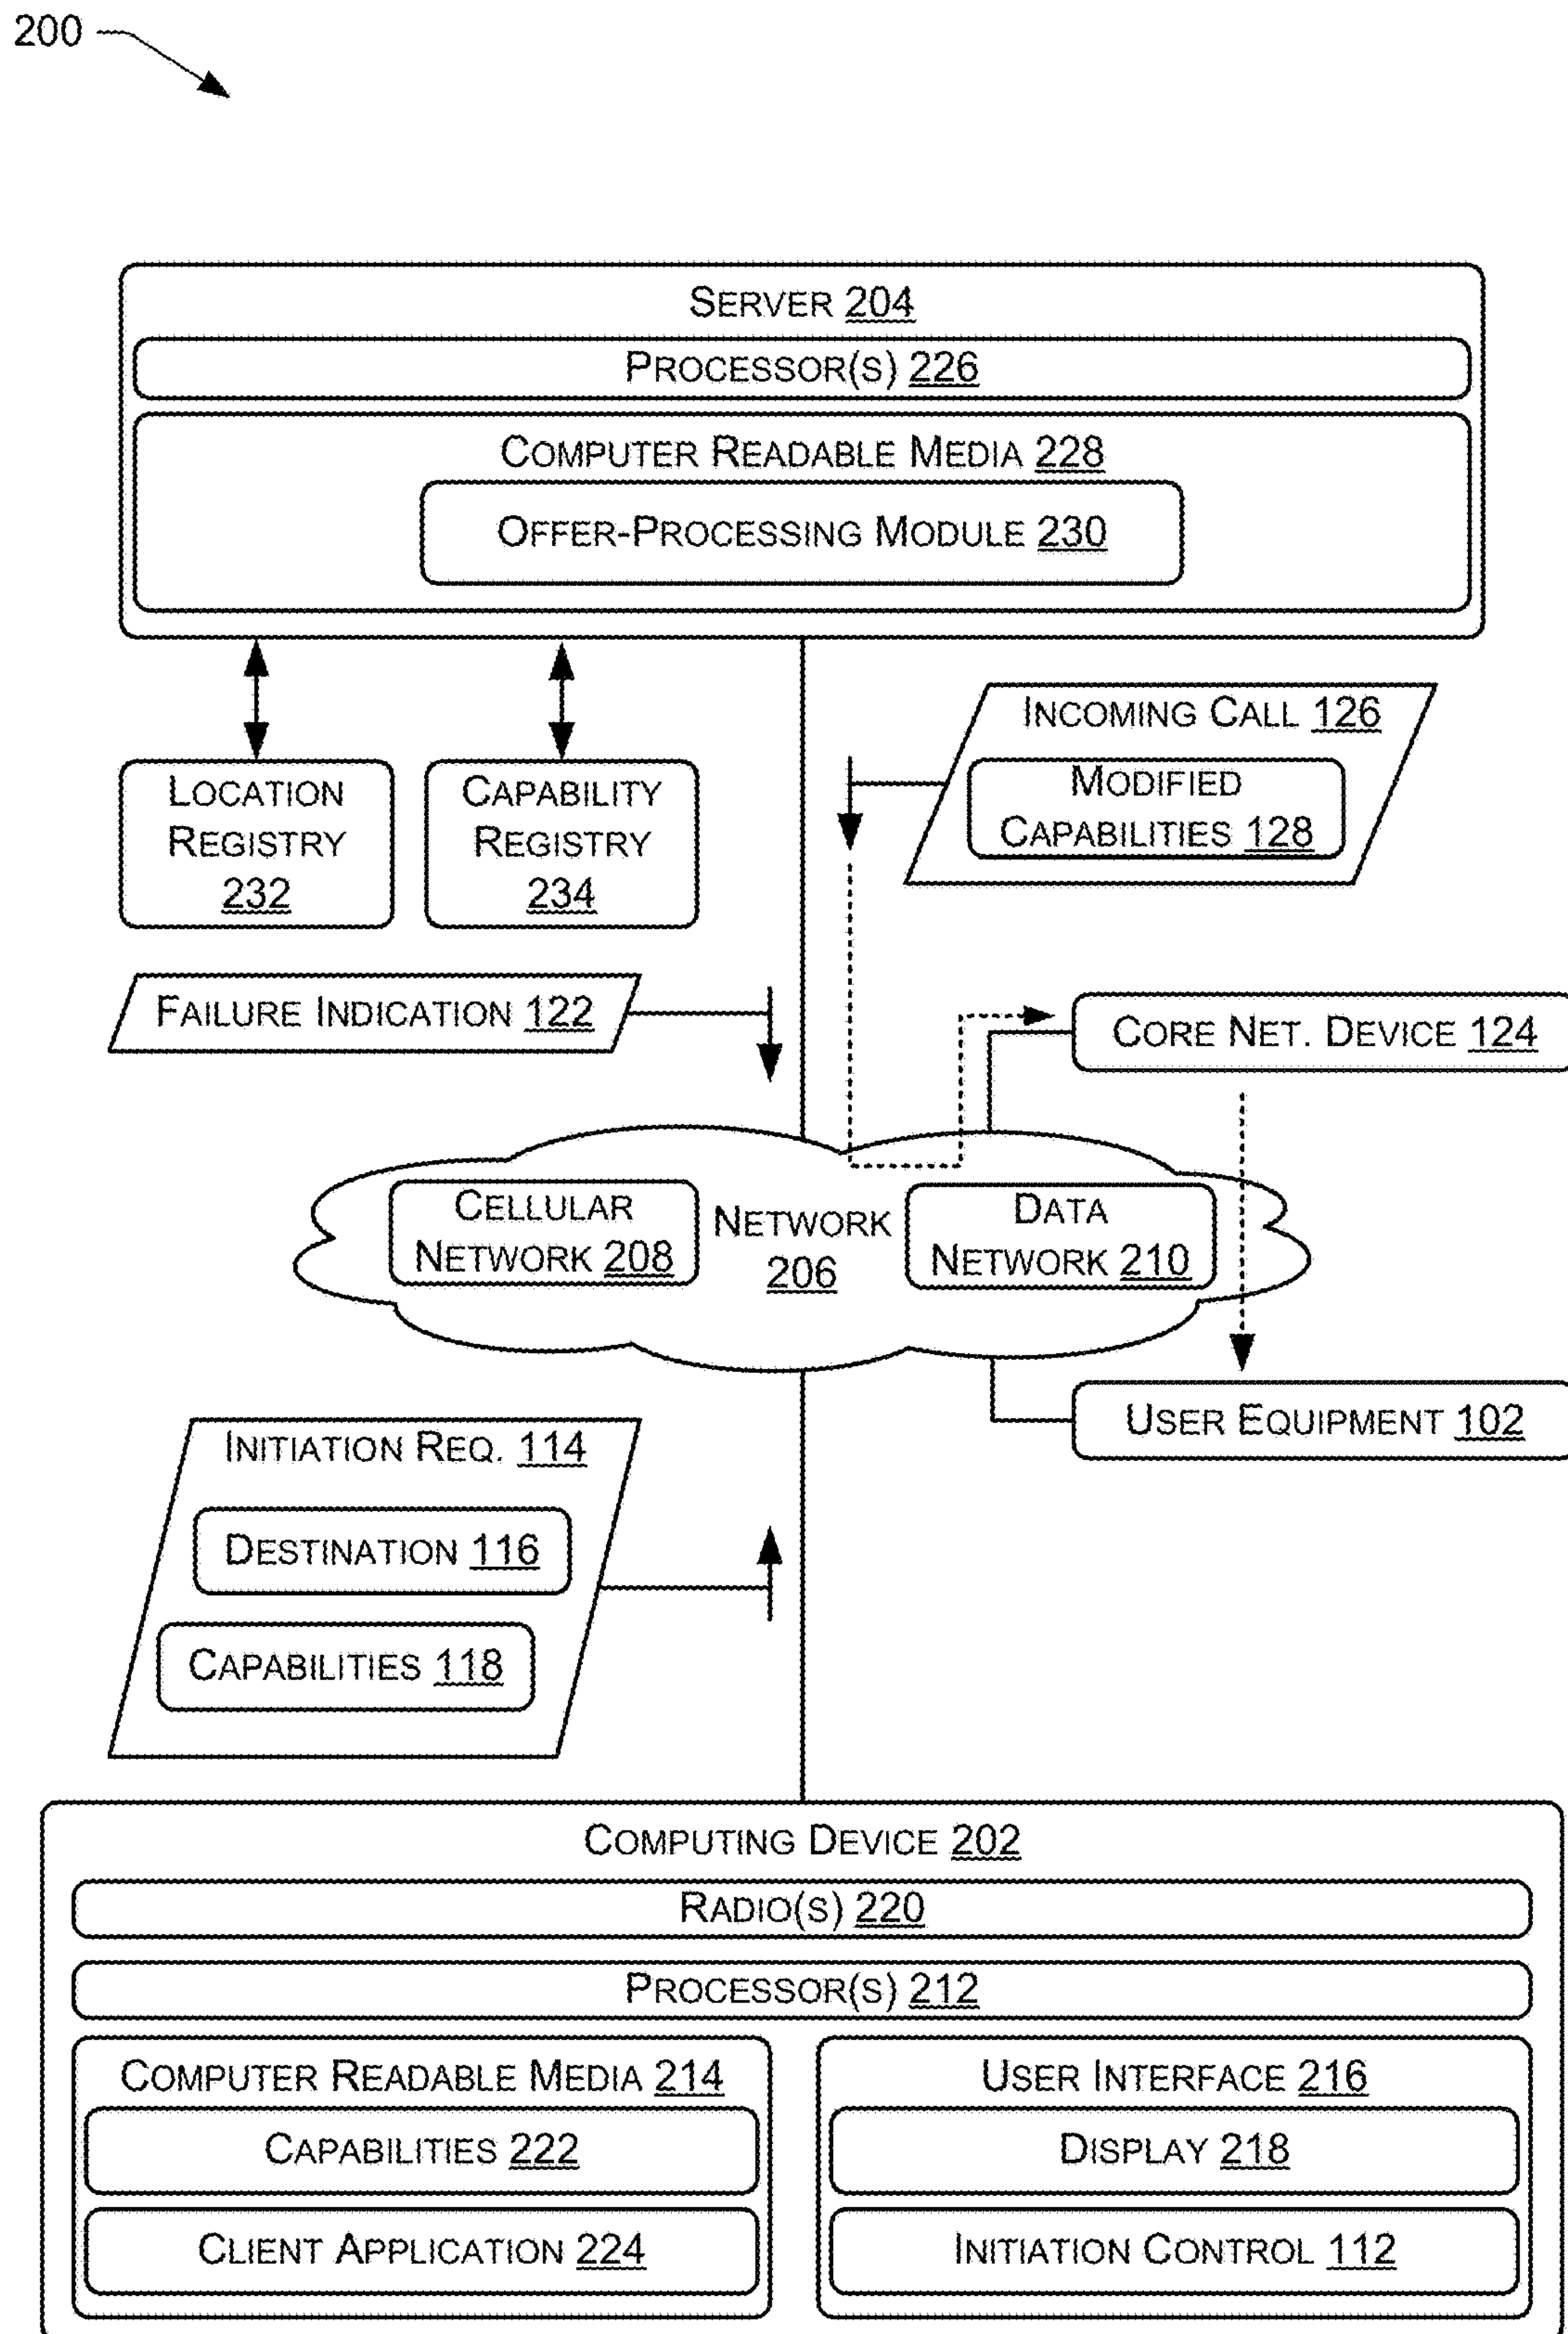 200
SERVER 204
PROCESSOR(S) 226
COMPUTER READABLE MEDIA 228
OFFER-PROCESSING MODULE 230
INCOMING CALL 126
MODIFIED
CAPABILITIES 128
LOCATION
REGISTRY
232
CAPABILITY
REGISTRY
234
FAILURE INDICATION 122
CORE NET. DEVICE 124
CELLULAR
NETWORK 208
NETWORK
206
DATA
NETWORK 210
USER EQUIPMENT 102
INITIATION REQ. 114
DESTINATION 116
CAPABILITIES 118
COMPUTING DEVICE 202
RADIO(S) 220
PROCESSOR(S) 212
COMPUTER READABLE MEDIA 214
CAPABILITIES 222
CLIENT APPLICATION 224
USER INTERFACE 216
DISPLAY 218
INITIATION CONTROL 112